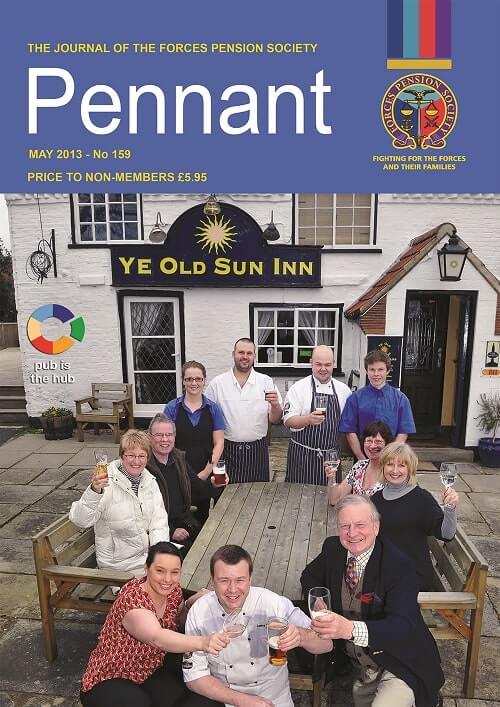 THE JOURNAL OF THE FORCES PENSION SOCIETY
Pennant
MAY 2013 - No 159
PRICE TO NON-MEMBERS £5.95
FORCES PENSION SOCIETY
FIGHTING FOR THE FORCES
AND THEIR FAMILIES
YE OLD SUN INN
pub is
the hub